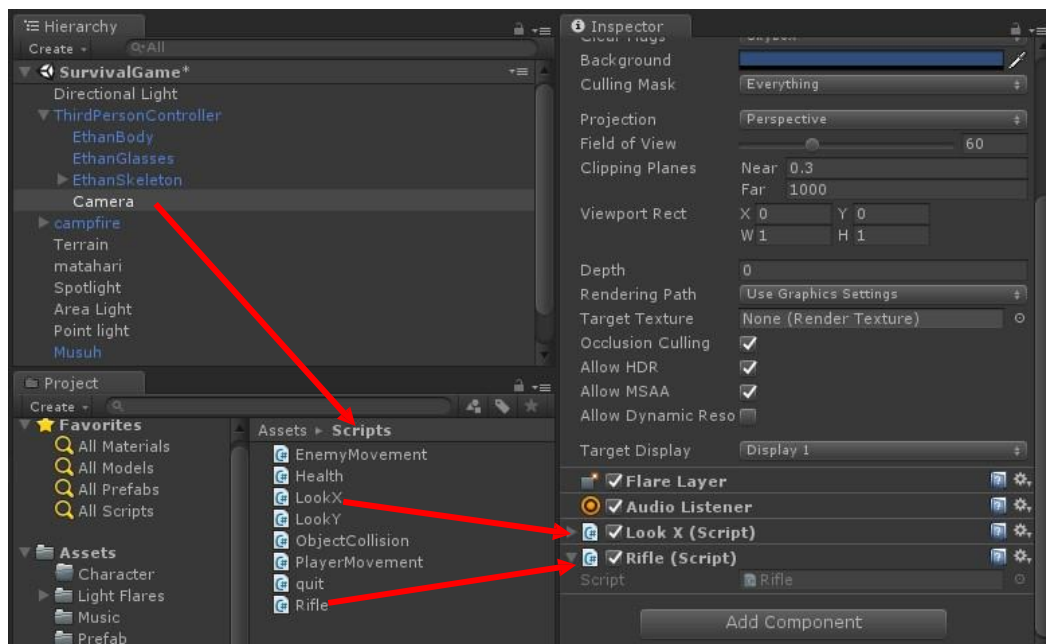 Hierarchy
Create
All
SurvivalGame*
Directional Light
ThirdPersonController
EthanBody
EthanGlasses
EthanSkeleton
Camera
campfire
Terrain
matahari
Spotlight
Area Light
Point light
Musuh
Project
Create
Favorites
All Materials
All Models
All Prefabs
All Scripts
Assets
Character
Light Flares
Music
Prefab
Assets Scripts
EnemyMovement
Health
LookX
LookY
ObjectCollision
PlayerMovement
quit
Rifle
Inspector
Clear Flags Skybox
Background
Culling Mask Everything
Projection Perspective
Field of View 60
Clipping Planes Near 0.3
Far 1000
Viewport Rect X 0 Y 0
W 1 H 1
Depth 0
Rendering Path Use Graphics Settings
Target Texture None (Render Texture)
Occlusion Culling
Allow HDR
Allow MSAA
Allow Dynamic Reso
Target Display Display 1
Flare Layer
Audio Listener
Look X (Script)
Rifle (Script)
Script Rifle
Add Component